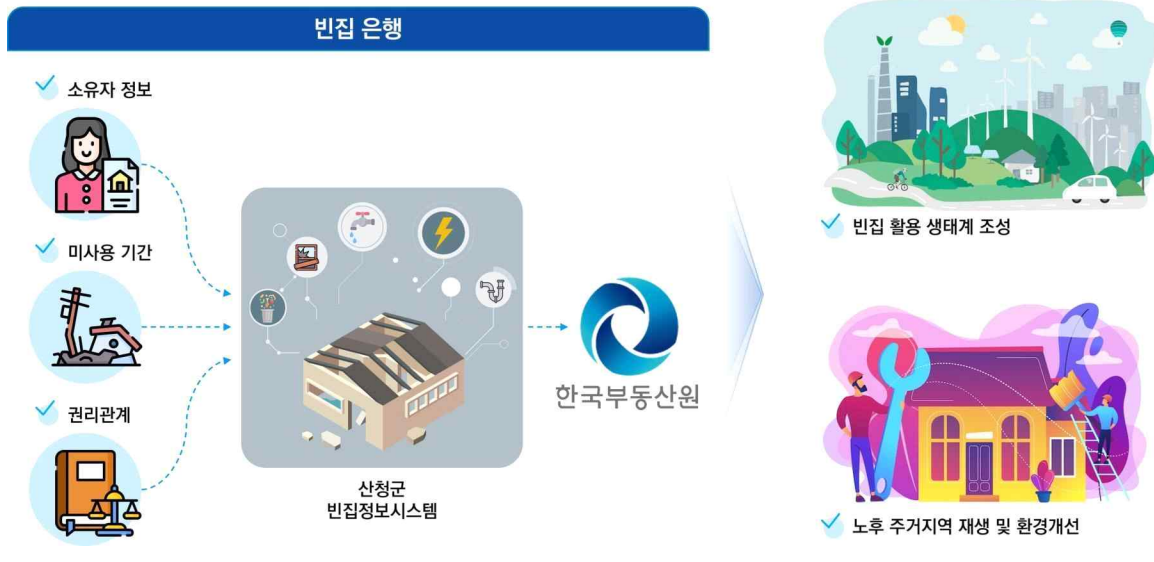 빈집 은행
소유자 정보
미사용 기간
권리관계
산청군
빈집정보시스템
한국부동산원
빈집 활용 생태계 조성
노후 주거지역 재생 및 환경개선